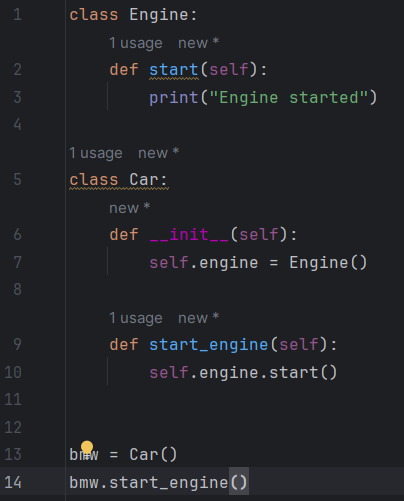 1 class Engine:
1 usage new *
2 def start(self):
3 print("Engine started")
4
1 usage new *
5 class Car:
new *
6 def __init__(self):
7 self.engine = Engine()
8
1 usage new *
9 def start_engine(self):
10 self.engine.start()
11
12
13 bmw = Car()
14 bmw.start_engine()